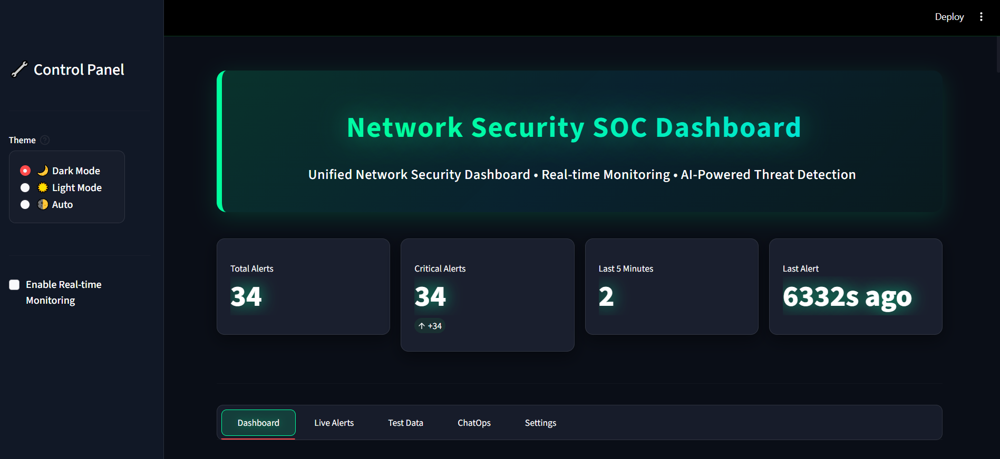 Deploy
Control Panel
Theme
Dark Mode
Light Mode
Auto
Enable Real-time
Monitoring
Network Security SOC Dashboard
Unified Network Security Dashboard • Real-time Monitoring • AI-Powered Threat Detection
Total Alerts
34
Critical Alerts
34
↑ +34
Last 5 Minutes
2
Last Alert
6332s ago
Dashboard
Live Alerts
Test Data
ChatOps
Settings